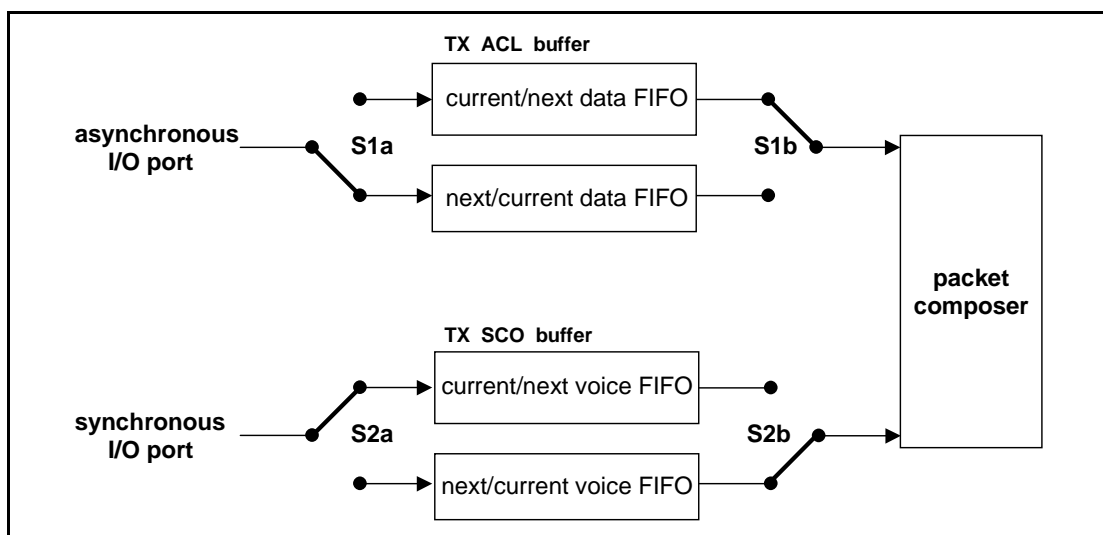 TX ACL buffer
current/next data FIFO
asynchronous
I/O port
S1a
S1b
next/current data FIFO
packet
composer
TX SCO buffer
current/next voice FIFO
synchronous
I/O port
S2a
S2b
next/current voice FIFO